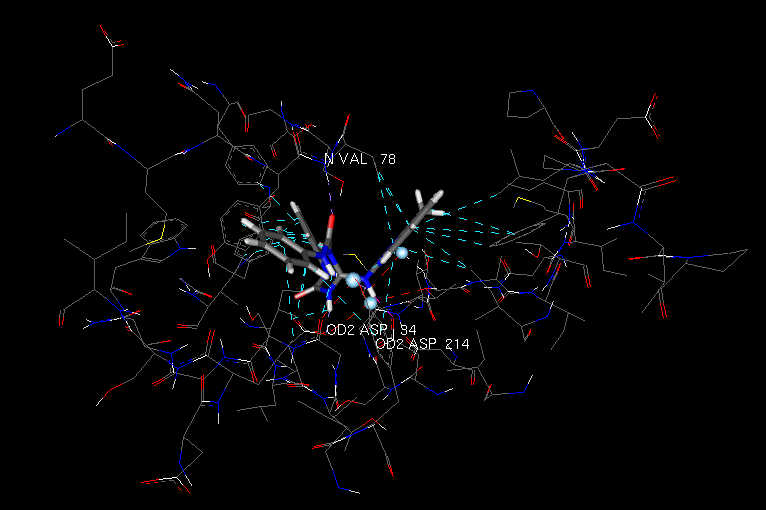 N VAL 78
OD2 ASP 34
OD2 ASP 214